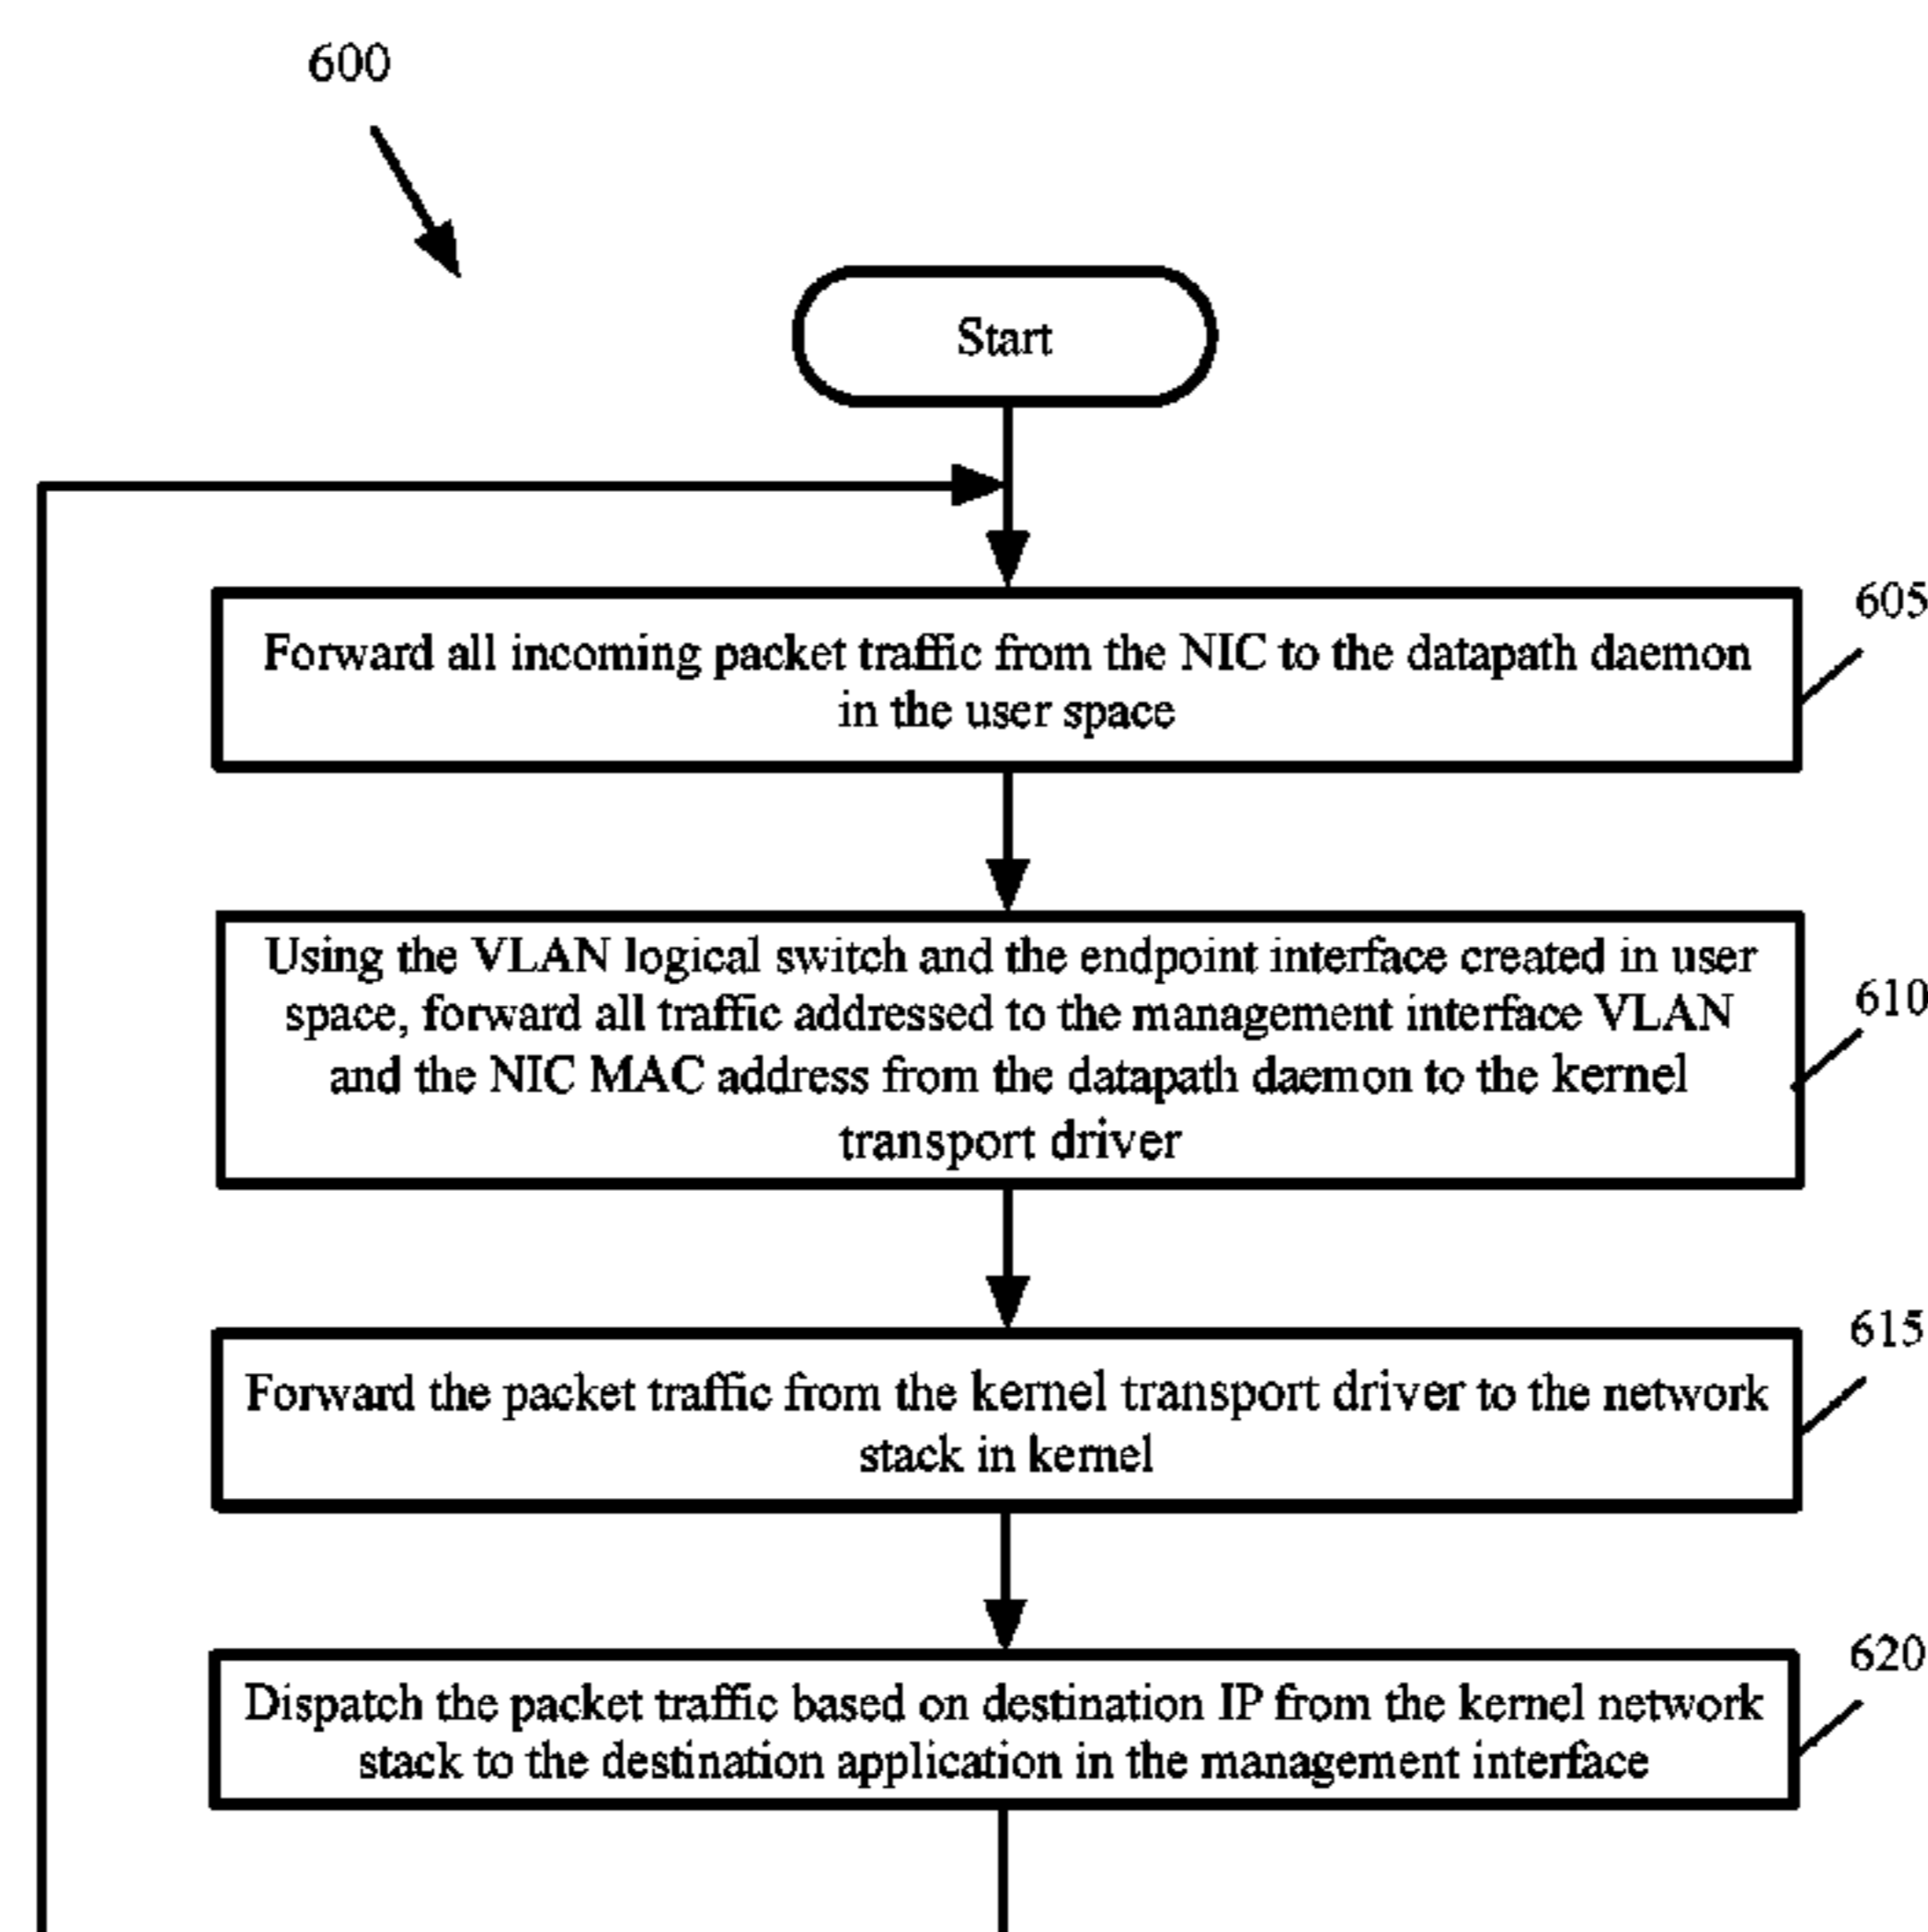 600
Start
605
Forward all incoming packet traffic from the NIC to the datapath daemon
in the user space
Using the VLAN logical switch and the endpoint interface created in user
space, forward all traffic addressed to the management interface VLAN
610
and the NIC MAC address from the datapath daemon to the kernel
transport driver
615
Forward the packet traffic from the kernel transport driver to the network
stack in kernel
620
Dispatch the packet traffic based on destination IP from the kernel network
stack to the destination application in the management interface